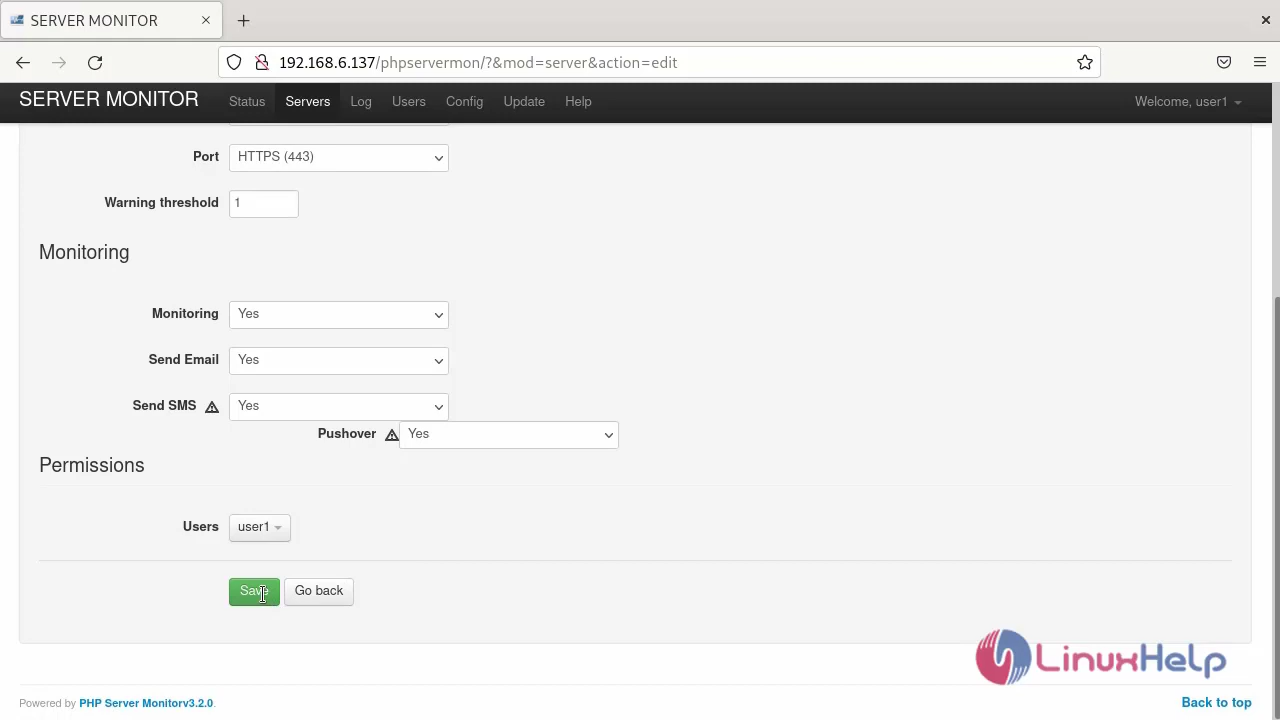 SERVER MONITOR
192.168.6.137/phpservermon/?&mod=server&action=edit
SERVER MONITOR Status Servers Log Users Config Update Help Welcome, user1
Port HTTPS (443)
Warning threshold 1
Monitoring
Monitoring Yes
Send Email Yes
Send SMS Yes
Pushover Yes
Permissions
Users user1
Save Go back
LinuxHelp
Powered by PHP Server Monitorv3.2.0. Back to top